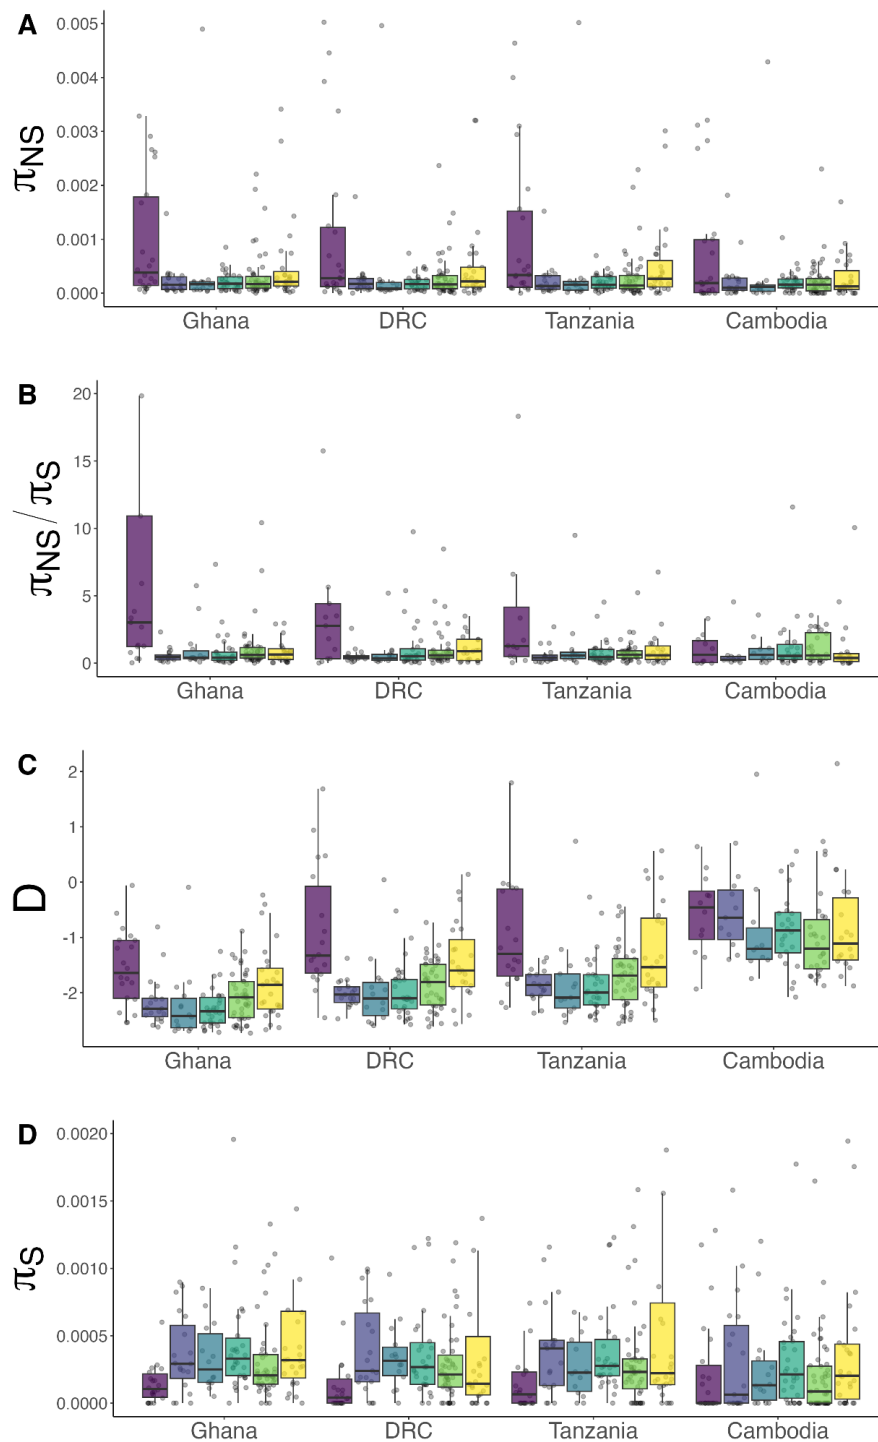 A
πNS
0.005
0.004
0.003
0.002
0.001
0.000
Ghana DRC Tanzania Cambodia
B
πNS / πS
20
15
10
5
0
Ghana DRC Tanzania Cambodia
C
D
2
1
0
-1
-2
Ghana DRC Tanzania Cambodia
D
πS
0.0020
0.0015
0.0010
0.0005
0.0000
Ghana DRC Tanzania Cambodia